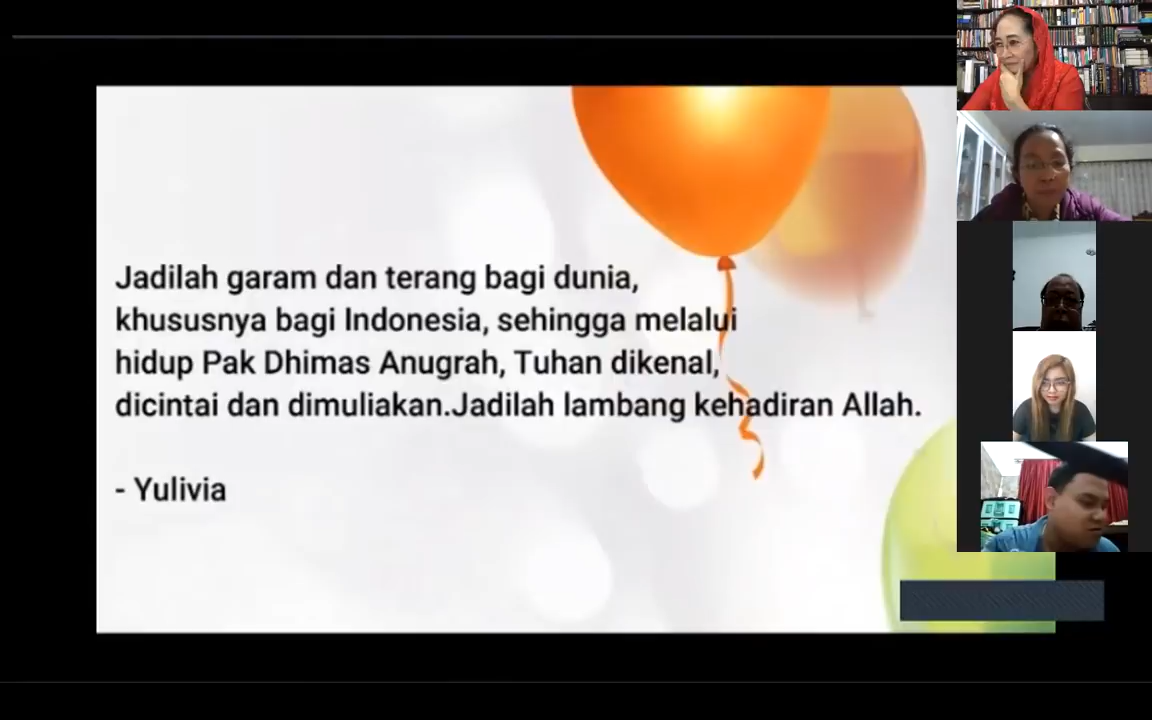 Jadilah garam dan terang bagi dunia,
khususnya bagi Indonesia, sehingga melalui
hidup Pak Dhimas Anugrah, Tuhan dikenal,
dicintai dan dimuliakan.Jadilah lambang kehadiran Allah.
- Yulivia